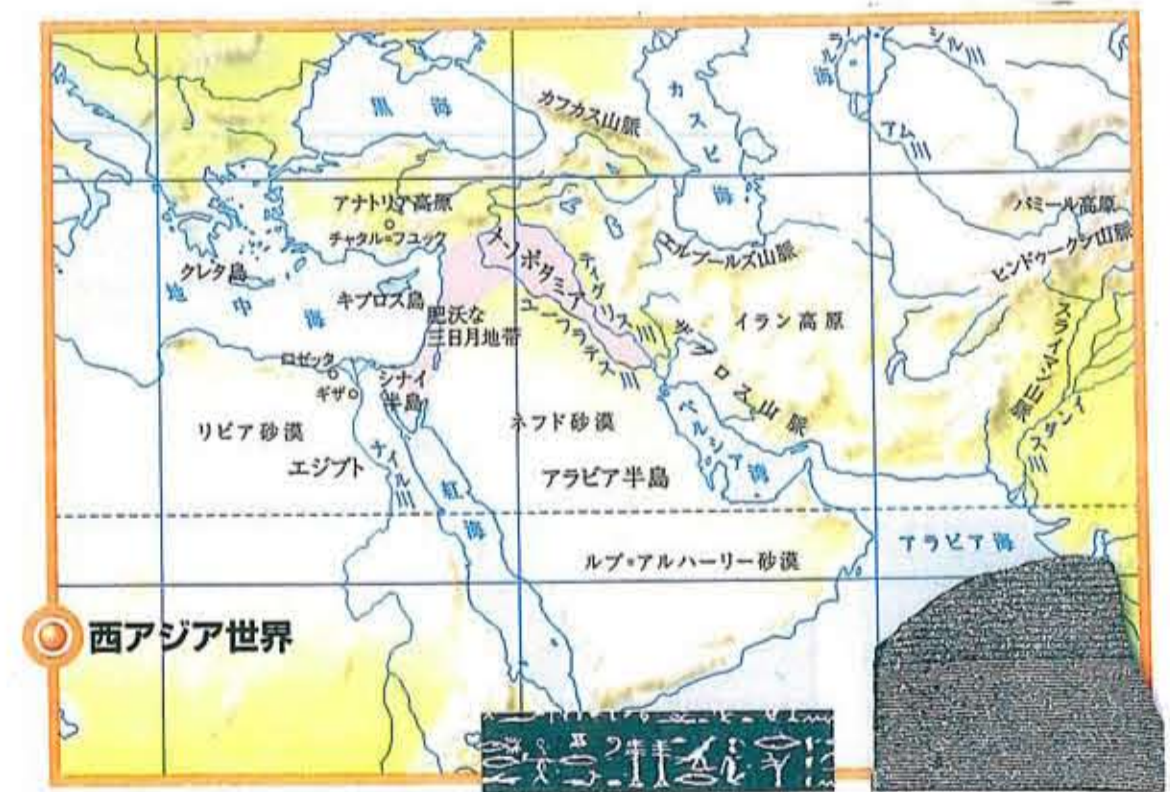 黒海
カフカス山脈
カスピ海
アラル海
シル川
アム川
アナトリア高原
チャタル=フユック
メソポタミア
ティグリス川
ユーフラテス川
エルブールズ山脈
パミール高原
ヒンドゥークシ山脈
クレタ島
地中海
キプロス島
肥沃な
三日月地帯
イラン高原
ザグロス山脈
スライマン山脈
インダス川
ロゼッタ
ギザ
シナイ
半島
リビア砂漠
エジプト
ナイル川
紅海
ネフド砂漠
アラビア半島
ペルシア湾
アラビア海
ルブ=アルハーリー砂漠
西アジア世界